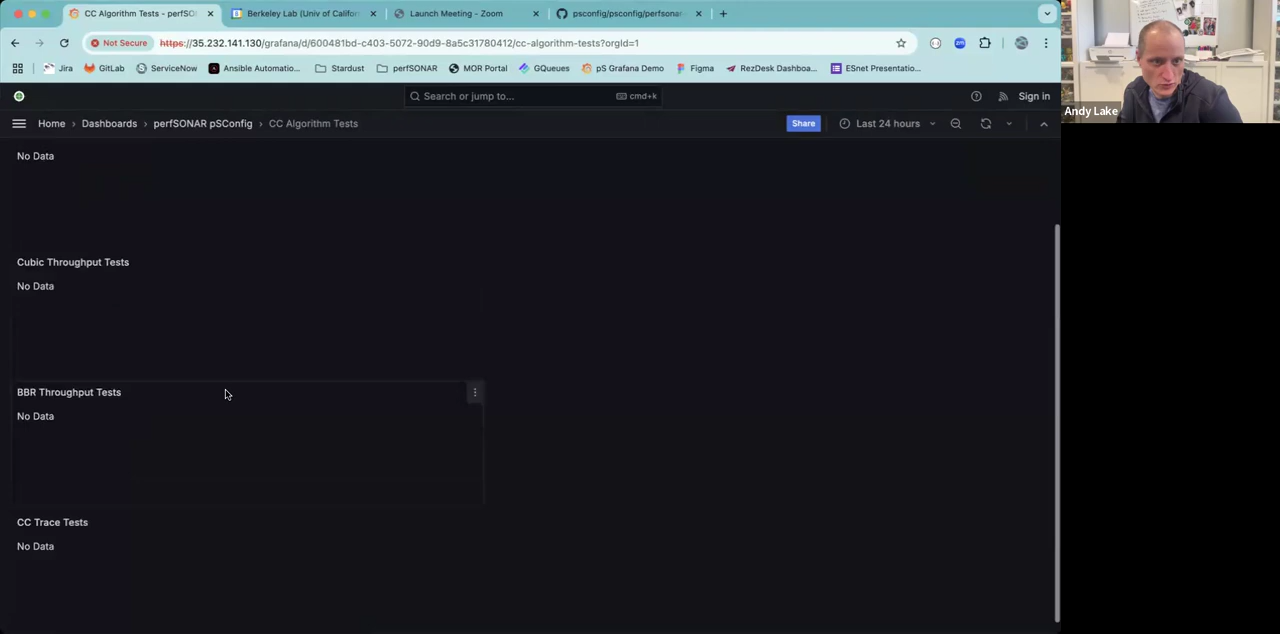 CC Algorithm Tests - perfSO
Berkeley Lab (Univ of Califor
Launch Meeting - Zoom
psconfig/psconfig/perfsonar
Not Secure
https://35.232.141.130/grafana/d/600481bd-c403-5072-90d9-8a5c31780412/cc-algorithm-tests?orgId=1
Jira
GitLab
ServiceNow
Ansible Automatio...
Stardust
perfSONAR
MOR Portal
GQueues
pS Grafana Demo
Figma
RezDesk Dashboa...
ESnet Presentatio...
Search or jump to...
cmd+k
Sign in
Home › Dashboards › perfSONAR pSConfig › CC Algorithm Tests
Share
Last 24 hours
Andy Lake
No Data
Cubic Throughput Tests
No Data
BBR Throughput Tests
No Data
CC Trace Tests
No Data